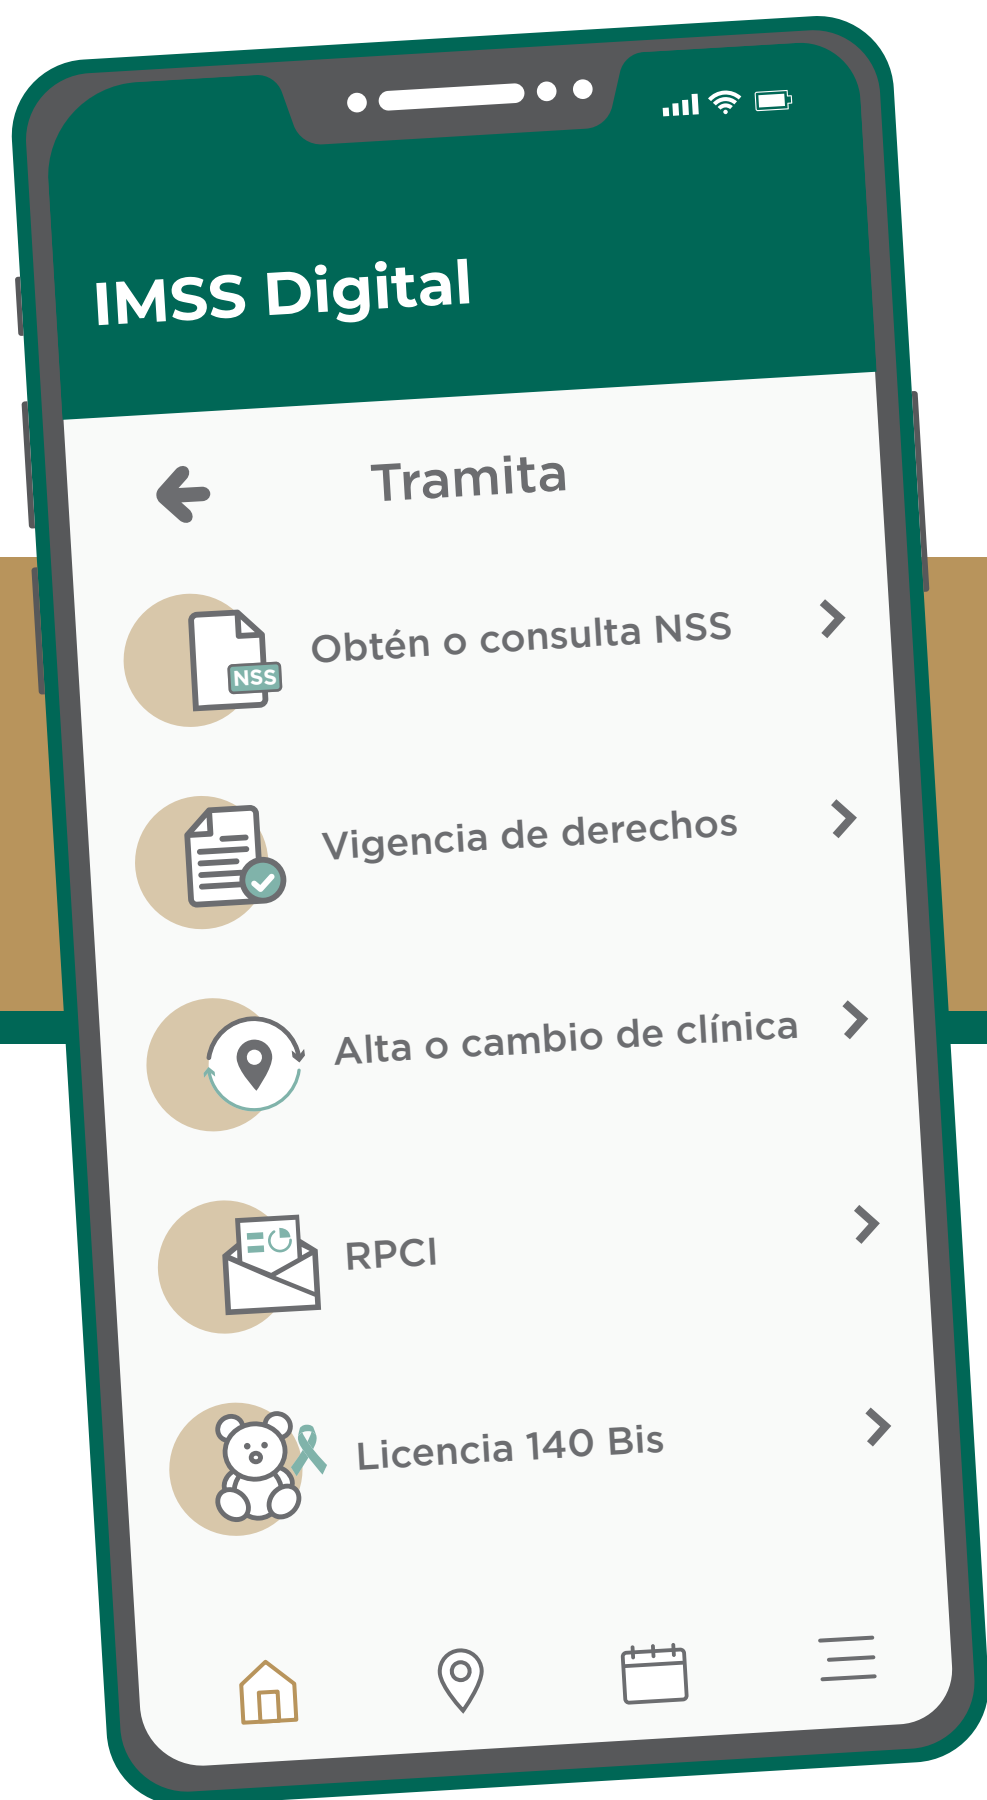 IMSS Digital
Tramita
NSS
Obtén o consulta NSS
Vigencia de derechos
Alta o cambio de clínica
RPCI
Licencia 140 Bis